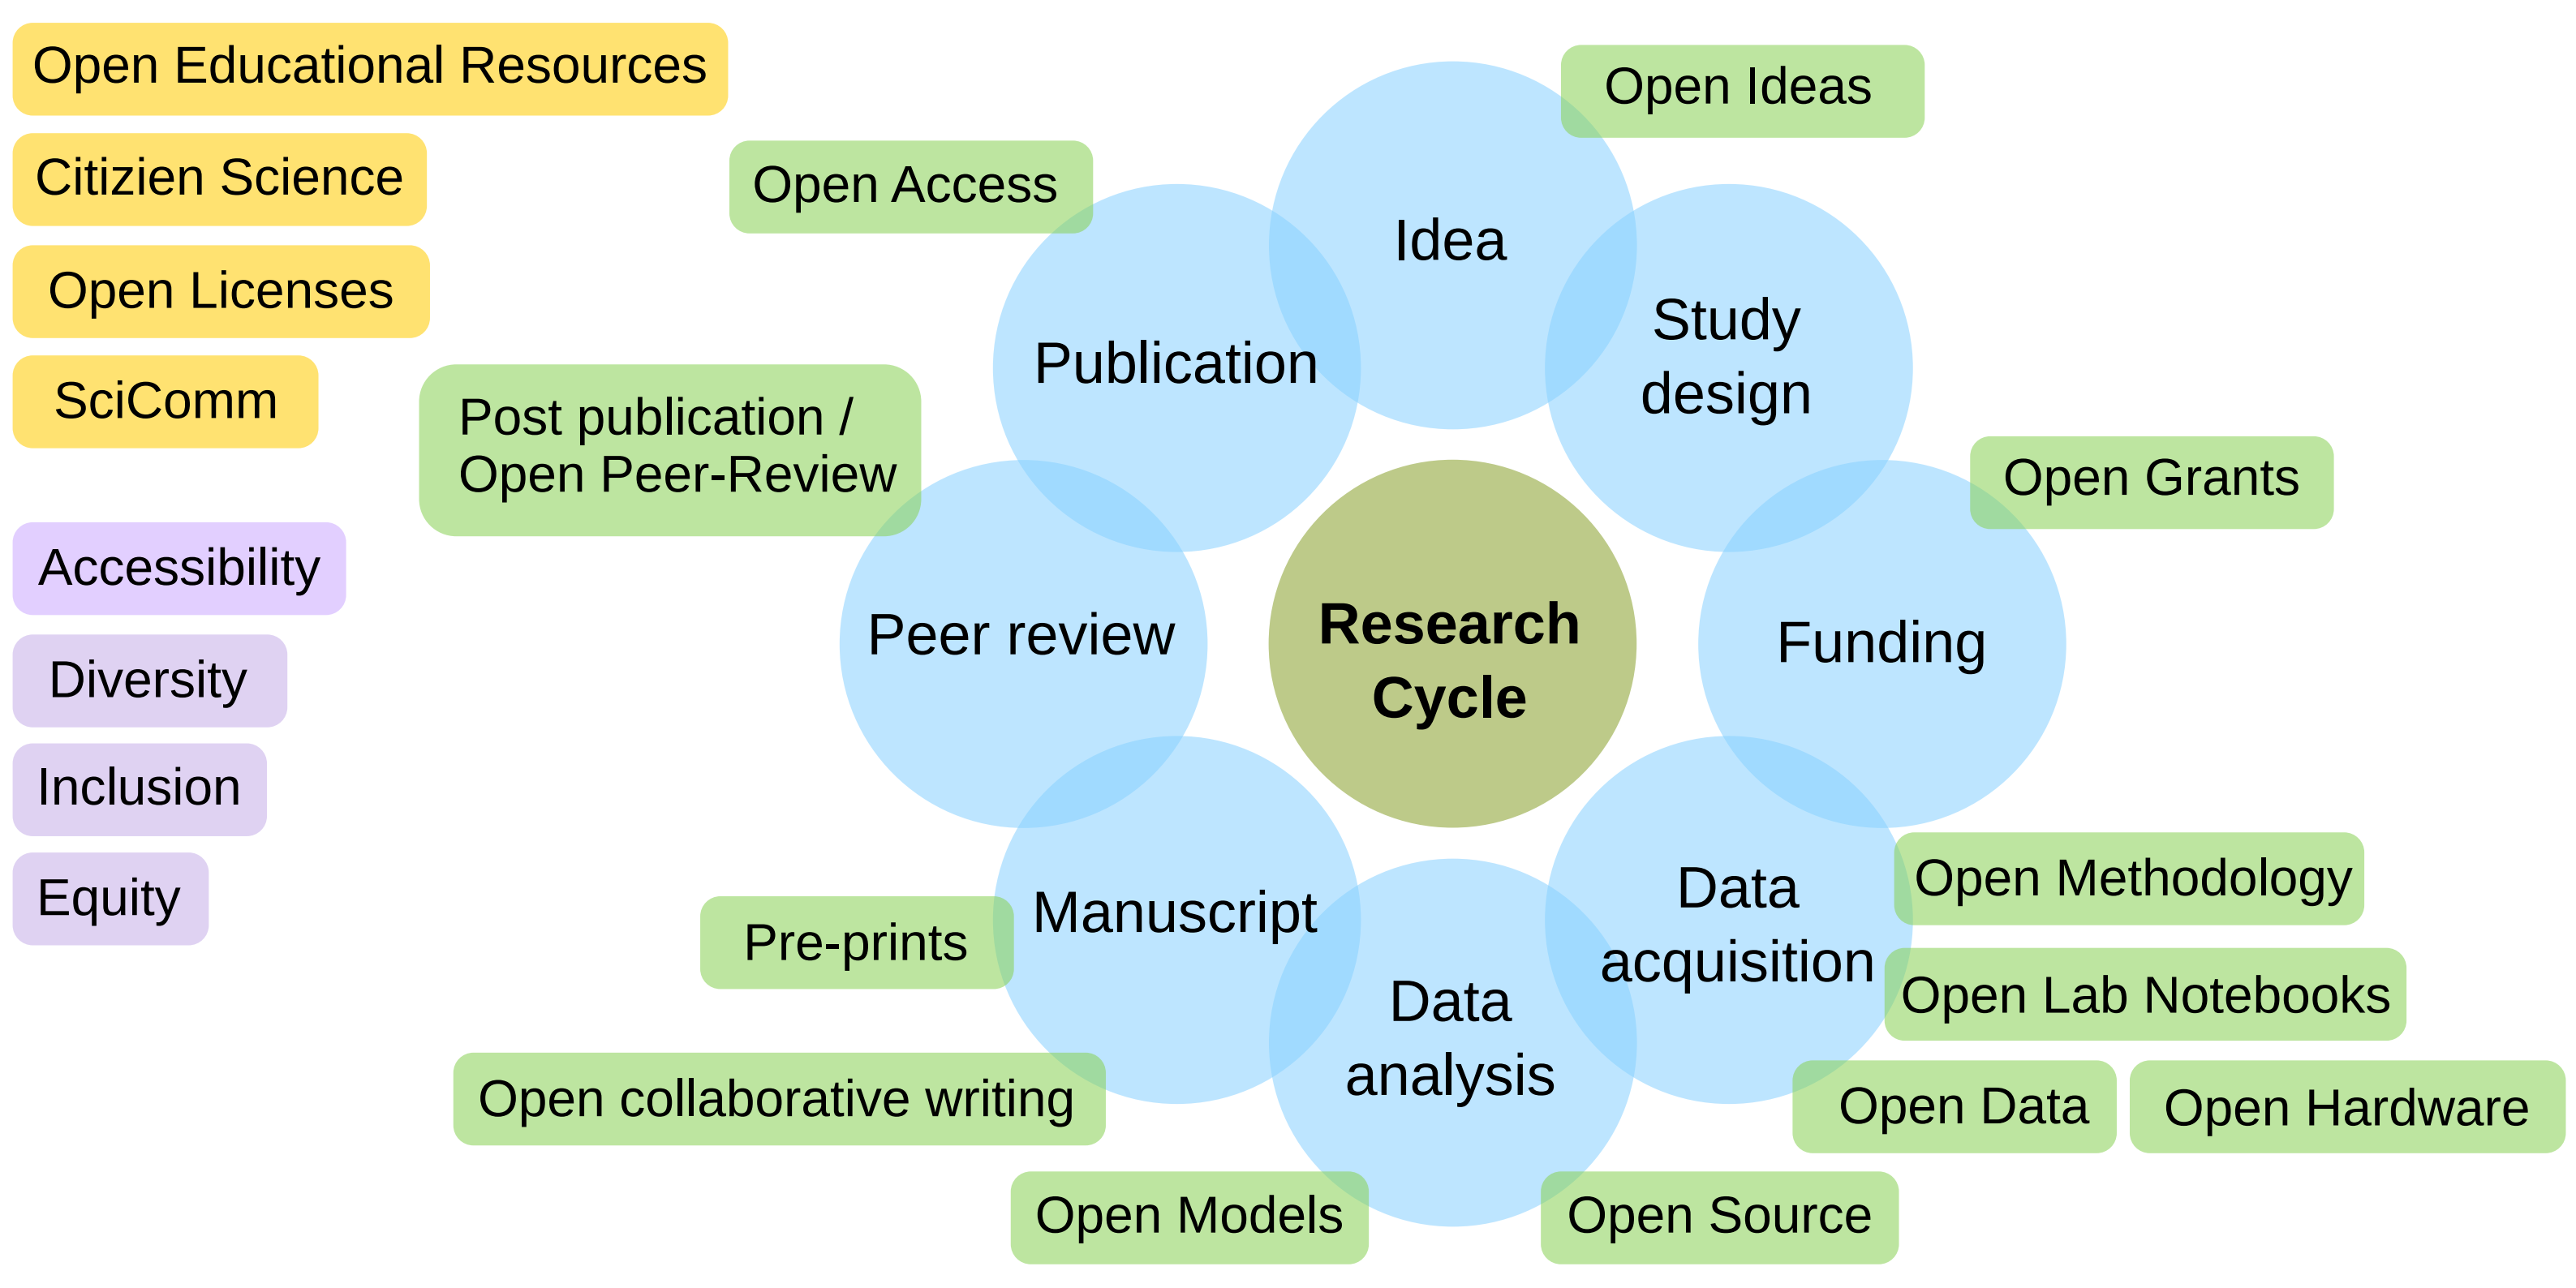 Open Educational Resources
Citizien Science
Open Licenses
SciComm
Accessibility
Diversity
Inclusion
Equity
Research
Cycle
Idea
Open Ideas
Study
design
Funding
Open Grants
Data
acquisition
Open Methodology
Open Lab Notebooks
Open Data
Open Hardware
Data
analysis
Open Source
Open Models
Manuscript
Open collaborative writing
Pre-prints
Peer review
Post publication /
Open Peer-Review
Publication
Open Access